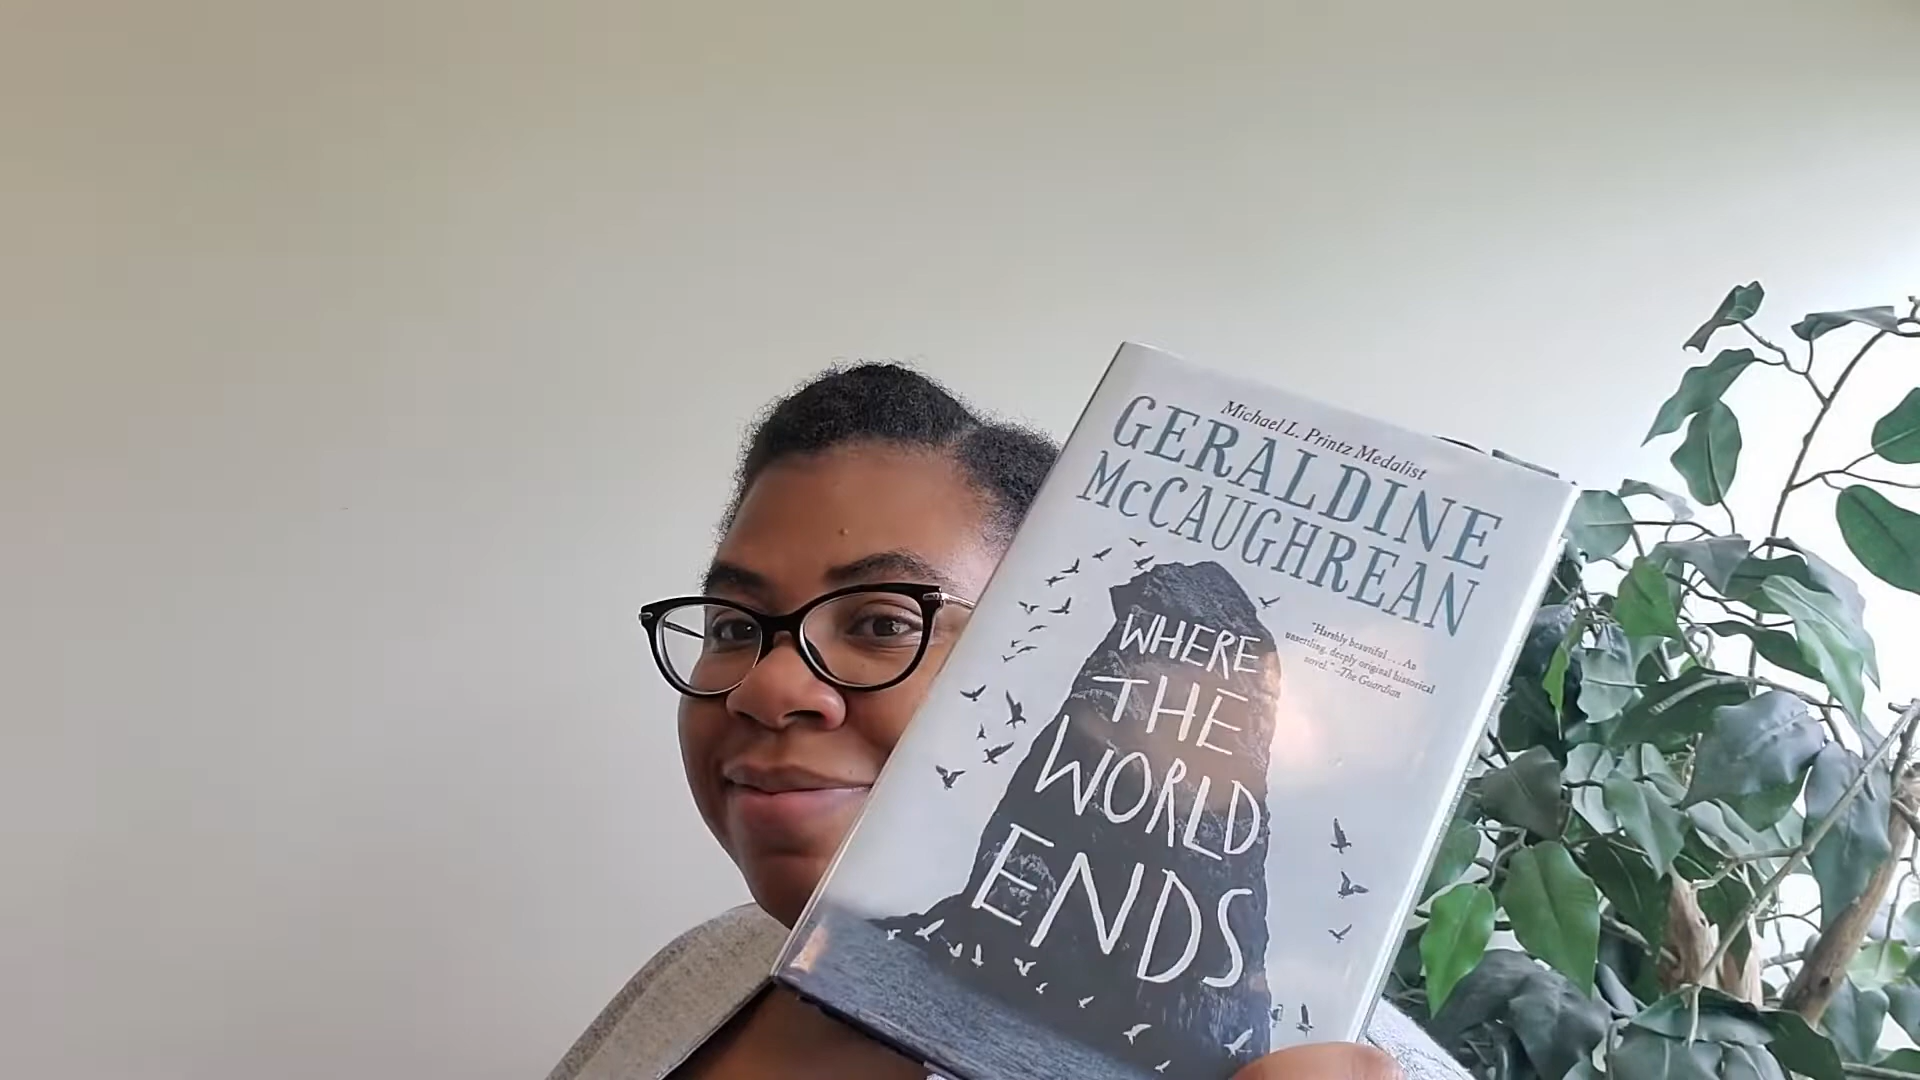 Michael L. Printz Medalist
GERALDINE
McCAUGHREAN
WHERE
THE
WORLD
ENDS
"Harshly beautiful . . . An
unsettling, deeply original historical
novel." –The Guardian